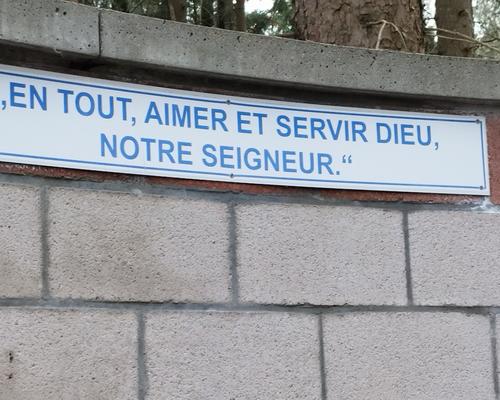 „EN TOUT, AIMER ET SERVIR DIEU,
NOTRE SEIGNEUR.“